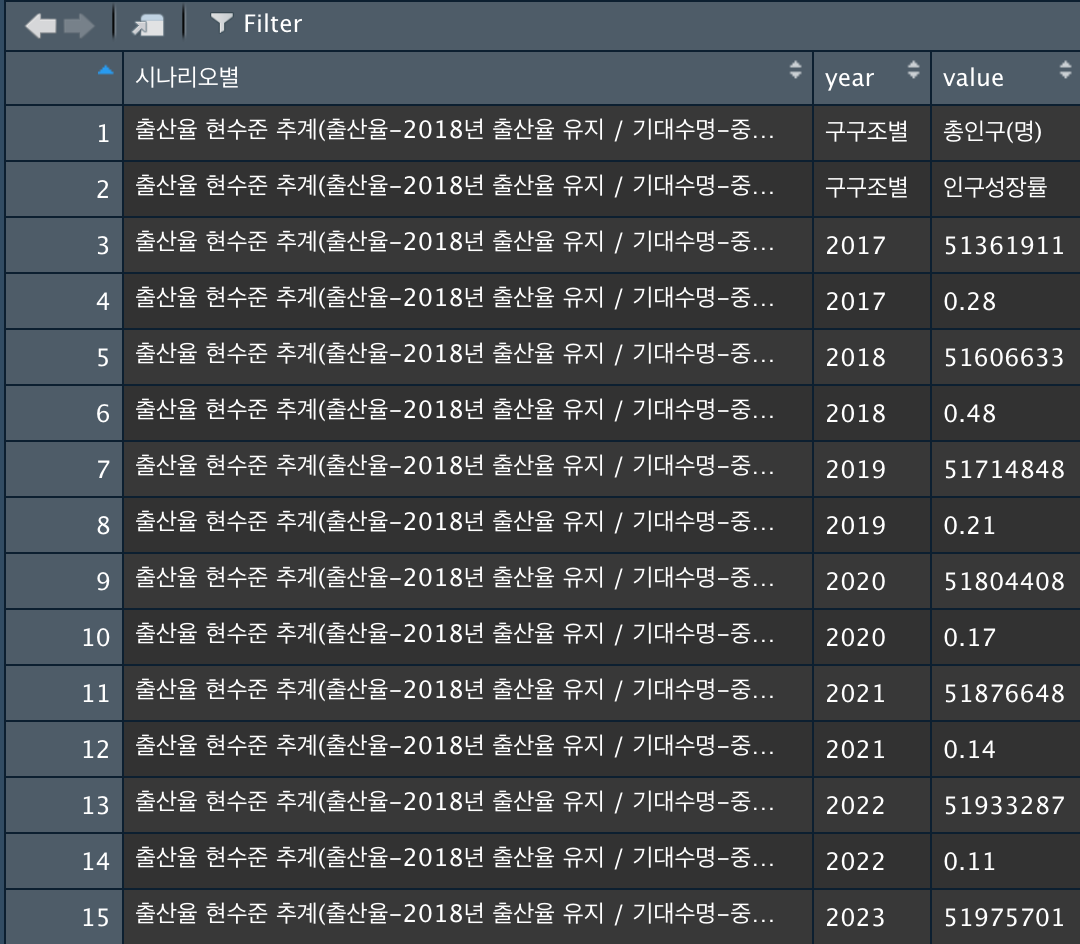 Filter
시나리오별 year value
1 출산율 현수준 추계(출산율-2018년 출산율 유지 / 기대수명-중... 구구조별 총인구(명)
2 출산율 현수준 추계(출산율-2018년 출산율 유지 / 기대수명-중... 구구조별 인구성장률
3 출산율 현수준 추계(출산율-2018년 출산율 유지 / 기대수명-중... 2017 51361911
4 출산율 현수준 추계(출산율-2018년 출산율 유지 / 기대수명-중... 2017 0.28
5 출산율 현수준 추계(출산율-2018년 출산율 유지 / 기대수명-중... 2018 51606633
6 출산율 현수준 추계(출산율-2018년 출산율 유지 / 기대수명-중... 2018 0.48
7 출산율 현수준 추계(출산율-2018년 출산율 유지 / 기대수명-중... 2019 51714848
8 출산율 현수준 추계(출산율-2018년 출산율 유지 / 기대수명-중... 2019 0.21
9 출산율 현수준 추계(출산율-2018년 출산율 유지 / 기대수명-중... 2020 51804408
10 출산율 현수준 추계(출산율-2018년 출산율 유지 / 기대수명-중... 2020 0.17
11 출산율 현수준 추계(출산율-2018년 출산율 유지 / 기대수명-중... 2021 51876648
12 출산율 현수준 추계(출산율-2018년 출산율 유지 / 기대수명-중... 2021 0.14
13 출산율 현수준 추계(출산율-2018년 출산율 유지 / 기대수명-중... 2022 51933287
14 출산율 현수준 추계(출산율-2018년 출산율 유지 / 기대수명-중... 2022 0.11
15 출산율 현수준 추계(출산율-2018년 출산율 유지 / 기대수명-중... 2023 51975701